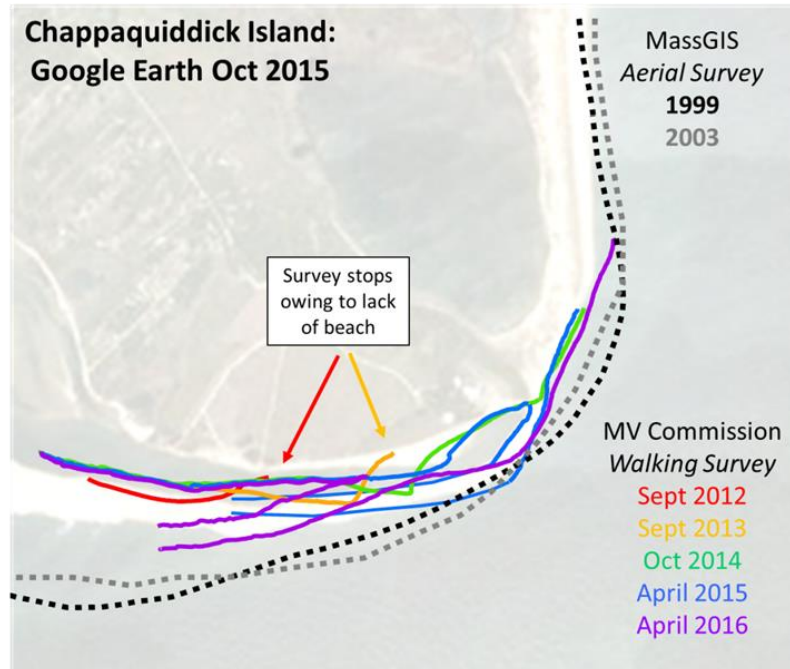 Chappaquiddick Island:
Google Earth Oct 2015
MassGIS
Aerial Survey
1999
2003
Survey stops
owing to lack
of beach
MV Commission
Walking Survey
Sept 2012
Sept 2013
Oct 2014
April 2015
April 2016